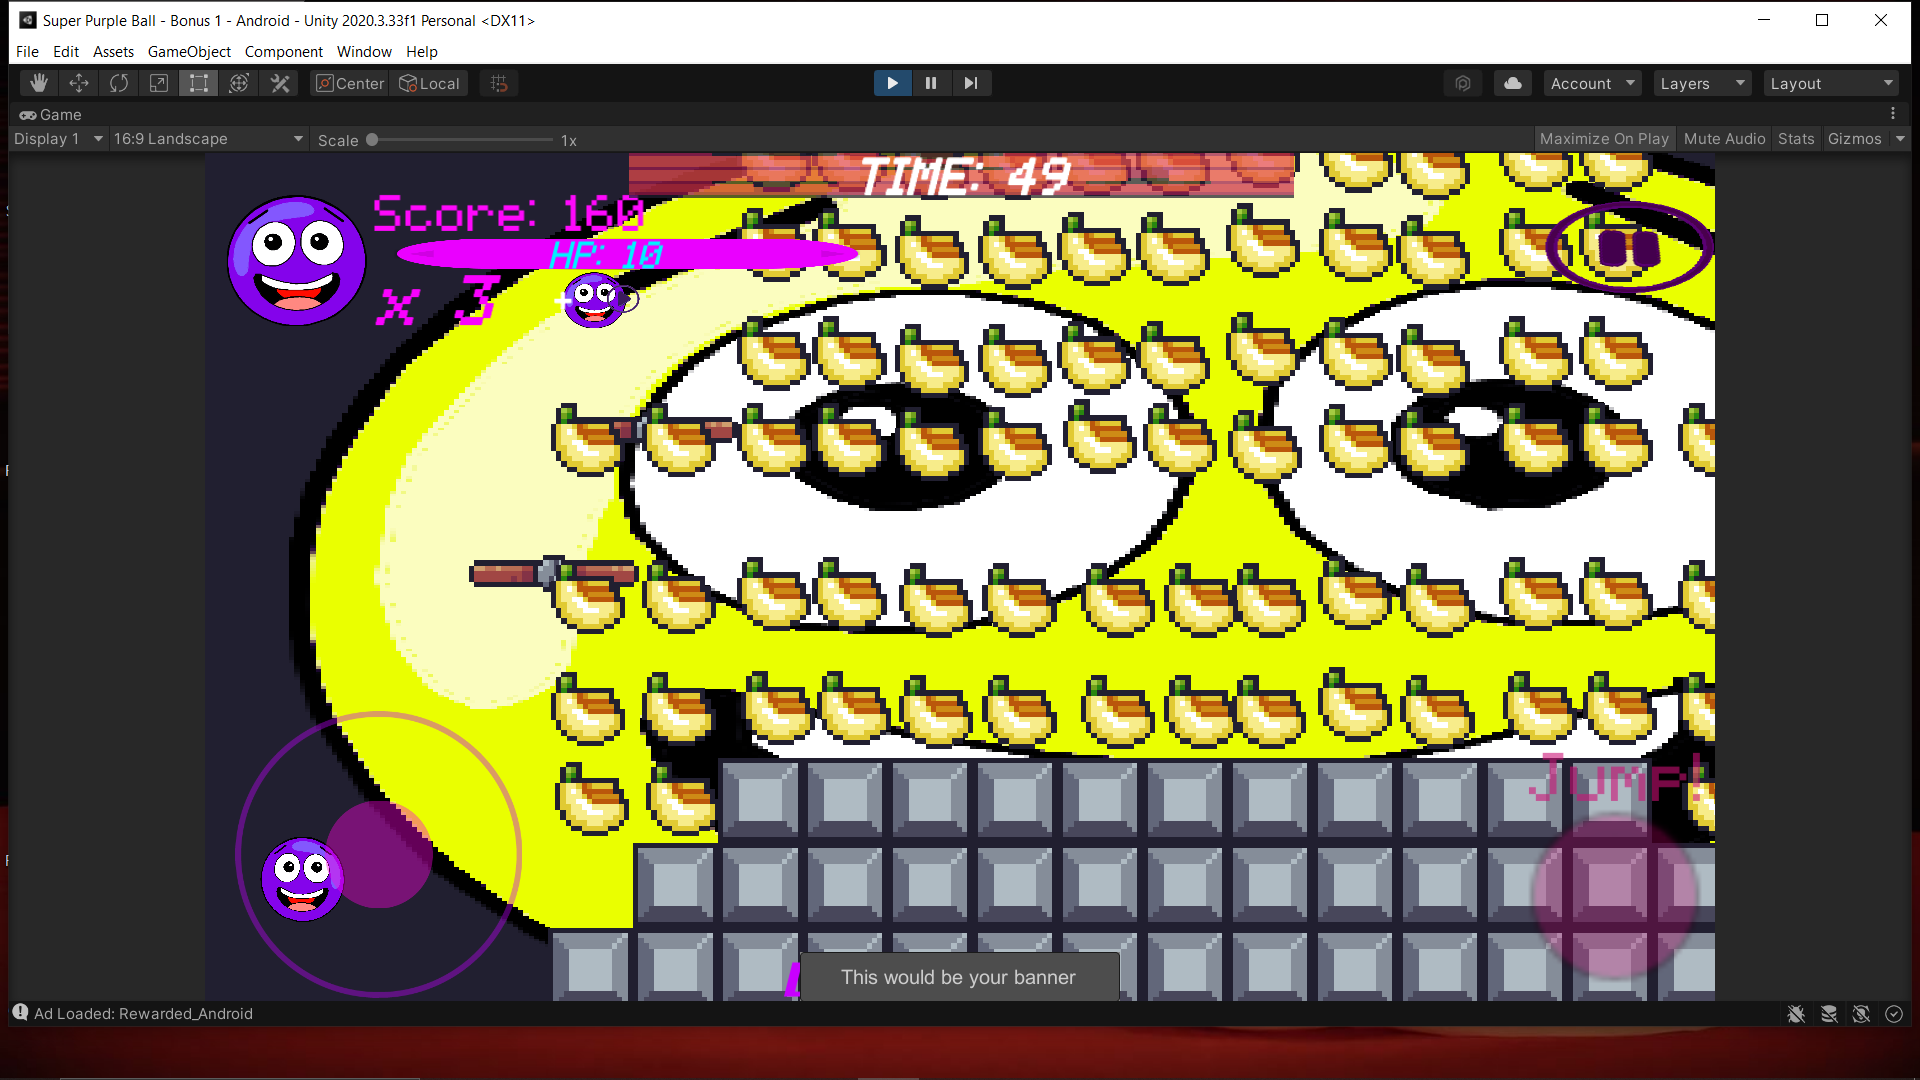 Super Purple Ball - Bonus 1 - Android - Unity 2020.3.33f1 Personal <DX11>
File Edit Assets GameObject Component Window Help
Center Local Account Layers Layout
Game
Display 1 16:9 Landscape Scale 1x Maximize On Play Mute Audio Stats Gizmos
TIME: 49
Score: 160
HP: 10
x 3
Jump!
This would be your banner
Ad Loaded: Rewarded_Android